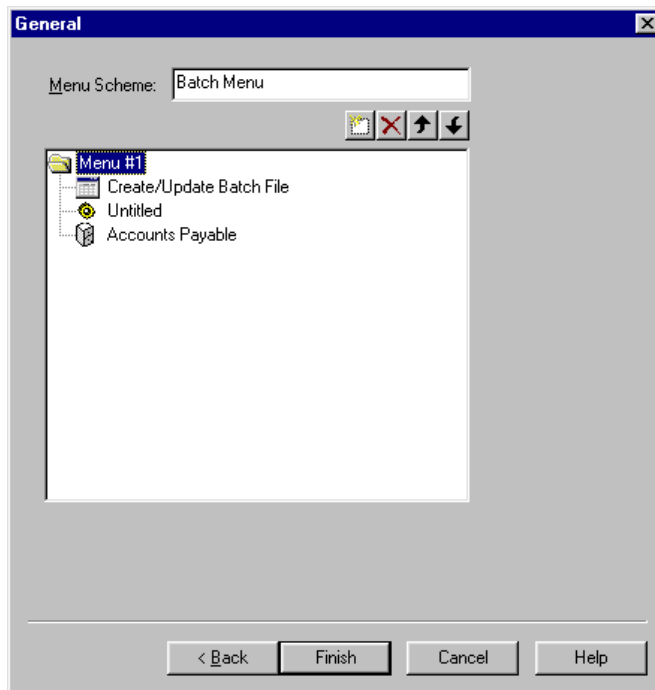 General
Menu Scheme: Batch Menu
Menu #1
Create/Update Batch File
Untitled
Accounts Payable
< Back Finish Cancel Help